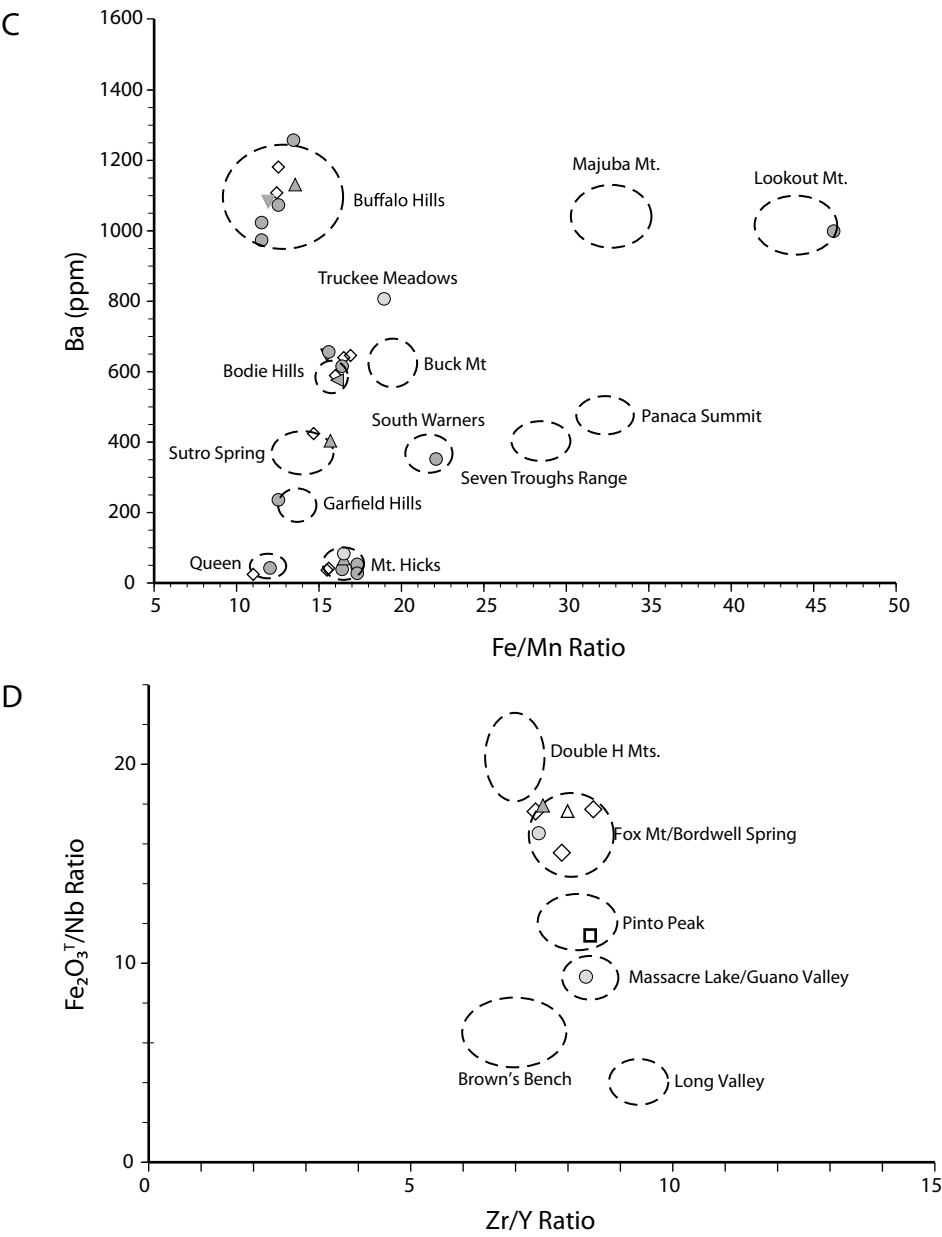 C
1600
1400
1200
1000
800
600
400
200
0
Ba (ppm)
Majuba Mt.
Lookout Mt.
Buffalo Hills
Truckee Meadows
Bodie Hills
Buck Mt
South Warners
Panaca Summit
Sutro Spring
Seven Troughs Range
Garfield Hills
Queen
Mt. Hicks
5 10 15 20 25 30 35 40 45 50
Fe/Mn Ratio
D
20
10
0
Fe₂O₃ᵀ/Nb Ratio
Double H Mts.
Fox Mt/Bordwell Spring
Pinto Peak
Massacre Lake/Guano Valley
Brown's Bench
Long Valley
0 5 10 15
Zr/Y Ratio